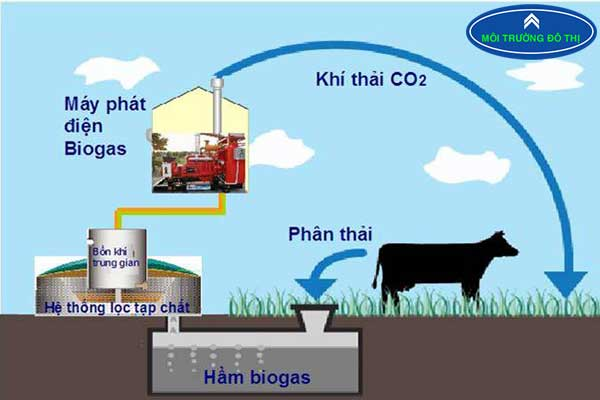 MÔI TRƯỜNG ĐÔ THỊ
Khí thải CO2
Máy phát
điện
Biogas
Phân thải
Bồn khí
trung gian
Hệ thống lọc tạp chất
Hầm biogas